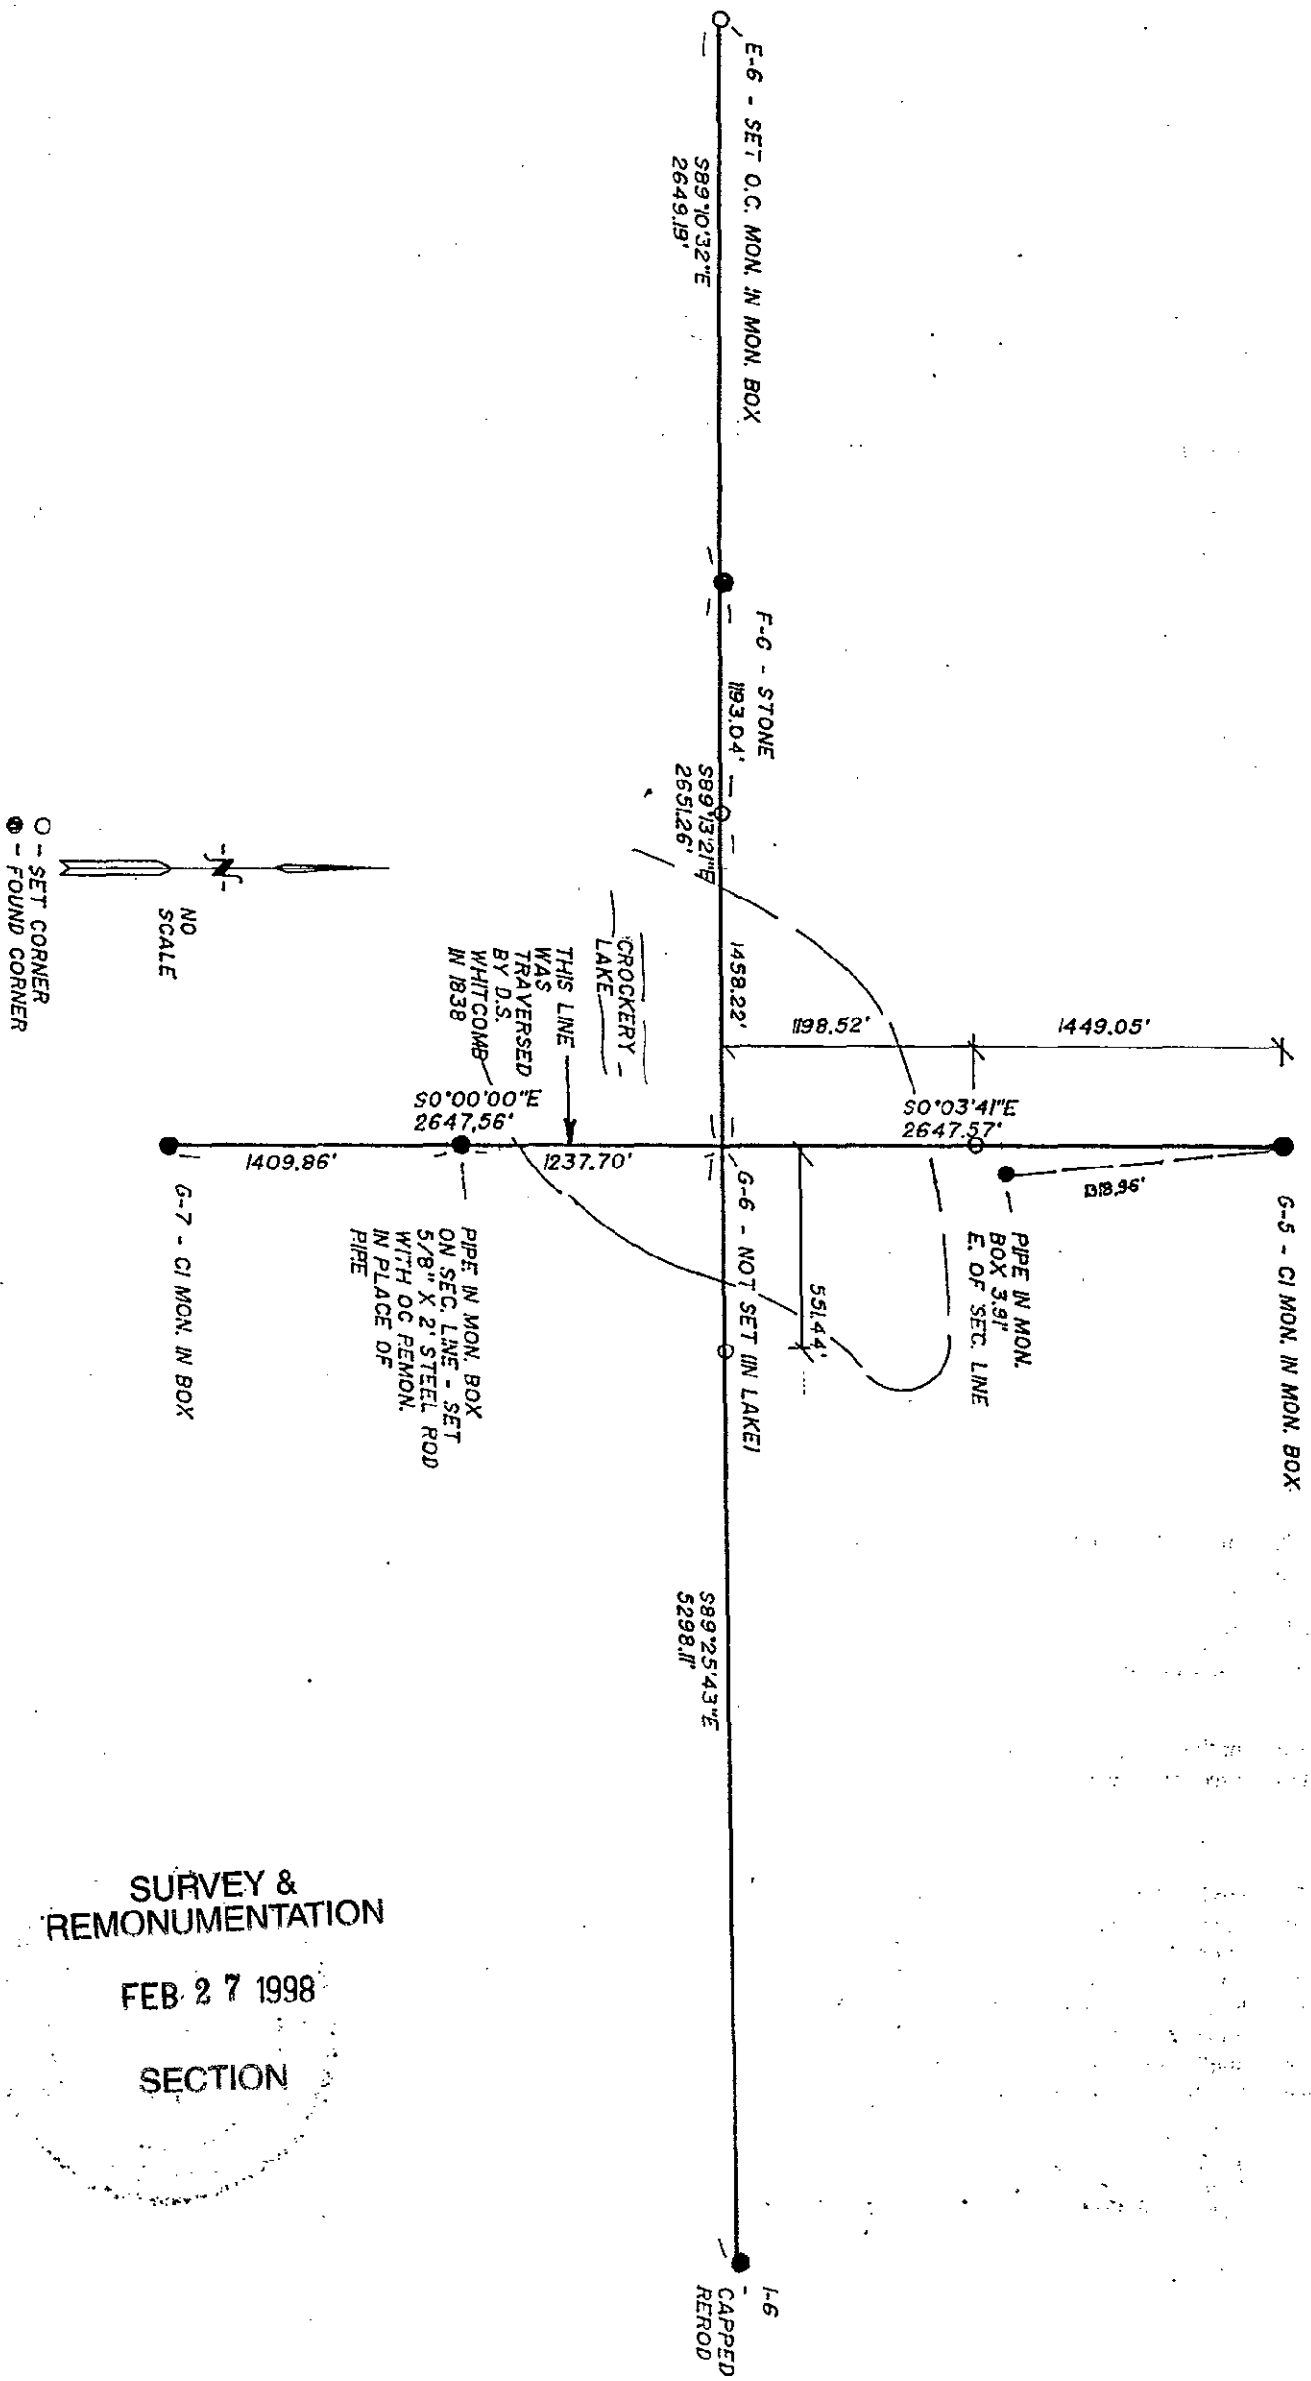 E-6 - SET O.C. MON. IN MON. BOX
S89°10'32"E
2649.19'
F-6 - STONE
1193.04'
S89°13'21"E
2651.26'
1458.22'
1198.52'
1449.05'
S0°03'41"E
2647.57'
G-5 - CI MON. IN MON. BOX
1318.96'
PIPE IN MON.
BOX 3.91'
E. OF SEC. LINE
G-6 - NOT SET (IN LAKE)
551.44'
CROCKERY
LAKE
THIS LINE
WAS
TRAVERSED
BY D.S.
WHITCOMB
IN 1838
S0°00'00"E
2647.56'
1237.70'
1409.86'
PIPE IN MON. BOX
ON SEC. LINE - SET
5/8" X 2' STEEL ROD
WITH OC REMON.
IN PLACE OF
PIPE
G-7 - CI MON. IN BOX
S89°25'43"E
5298.11'
I-6
-
CAPPED
REROD
N
NO
SCALE
O - SET CORNER
● - FOUND CORNER
SURVEY &
REMONUMENTATION
FEB 27 1998
SECTION